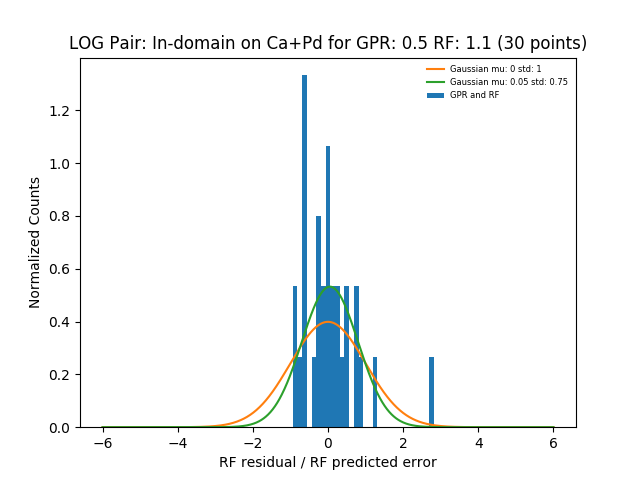 LOG Pair: In-domain on Ca+Pd for GPR: 0.5 RF: 1.1 (30 points)
Gaussian mu: 0 std: 1
Gaussian mu: 0.05 std: 0.75
GPR and RF
Normalized Counts
1.2
1.0
0.8
0.6
0.4
0.2
0.0
−6 −4 −2 0 2 4 6
RF residual / RF predicted error